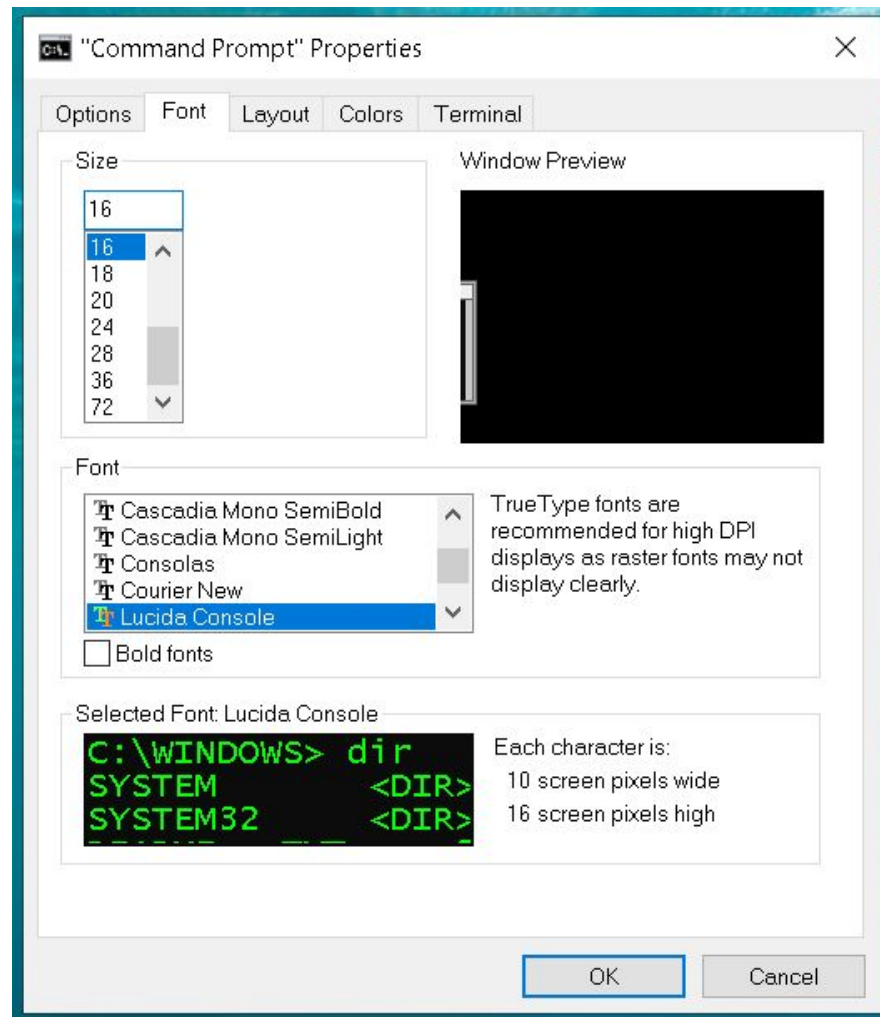 "Command Prompt" Properties
Options Font Layout Colors Terminal
Size
Window Preview
16
16
18
20
24
28
36
72
Font
Cascadia Mono SemiBold
Cascadia Mono SemiLight
Consolas
Courier New
Lucida Console
TrueType fonts are
recommended for high DPI
displays as raster fonts may not
display clearly.
Bold fonts
Selected Font: Lucida Console
C:\WINDOWS> dir
SYSTEM <DIR>
SYSTEM32 <DIR>
Each character is:
10 screen pixels wide
16 screen pixels high
OK Cancel